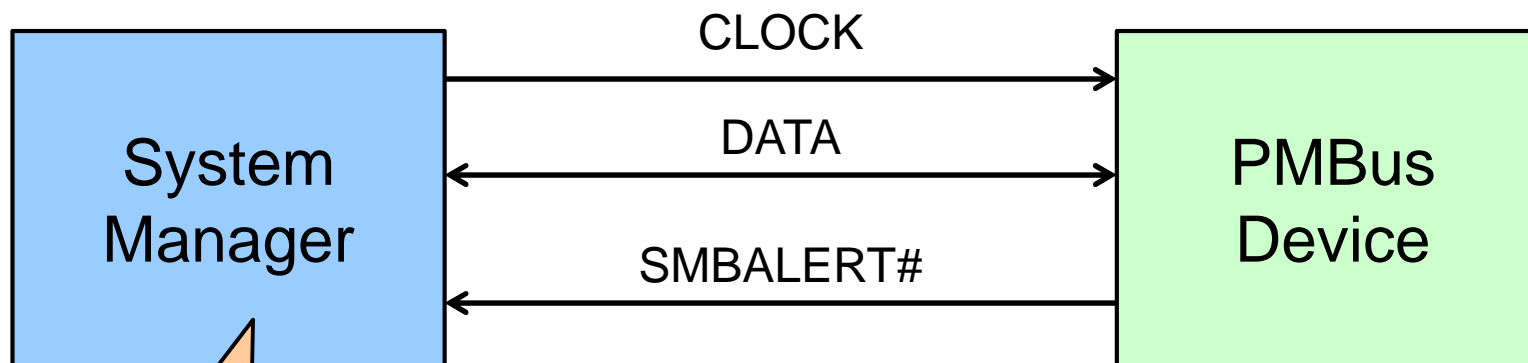 CLOCK
System
Manager
DATA
PMBus
Device
SMBALERT#